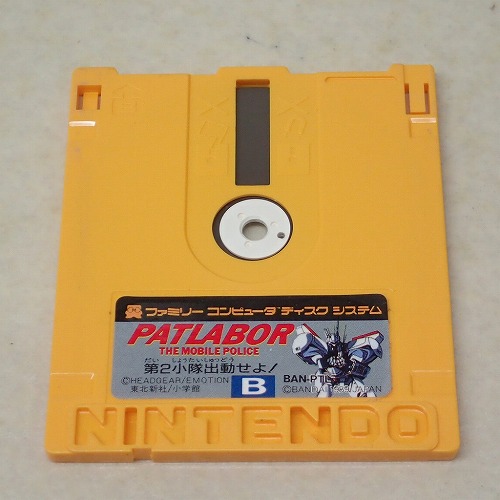 ファミリー コンピュータ ディスク システム
PATLABOR
THE MOBILE POLICE
だい しょうたいしゅつどう
第2小隊出動せよ!
©HEADGEAR/EMOTION
東北新社/小学館
B
BAN-PTL
©BANDAI 1989 JAPAN
NINTENDO